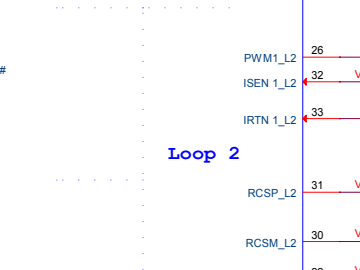 PWM1_L2 26
#
ISEN 1_L2 32 V
IRTN 1_L2 33
Loop 2
RCSP_L2 31 V
RCSM_L2 30 V